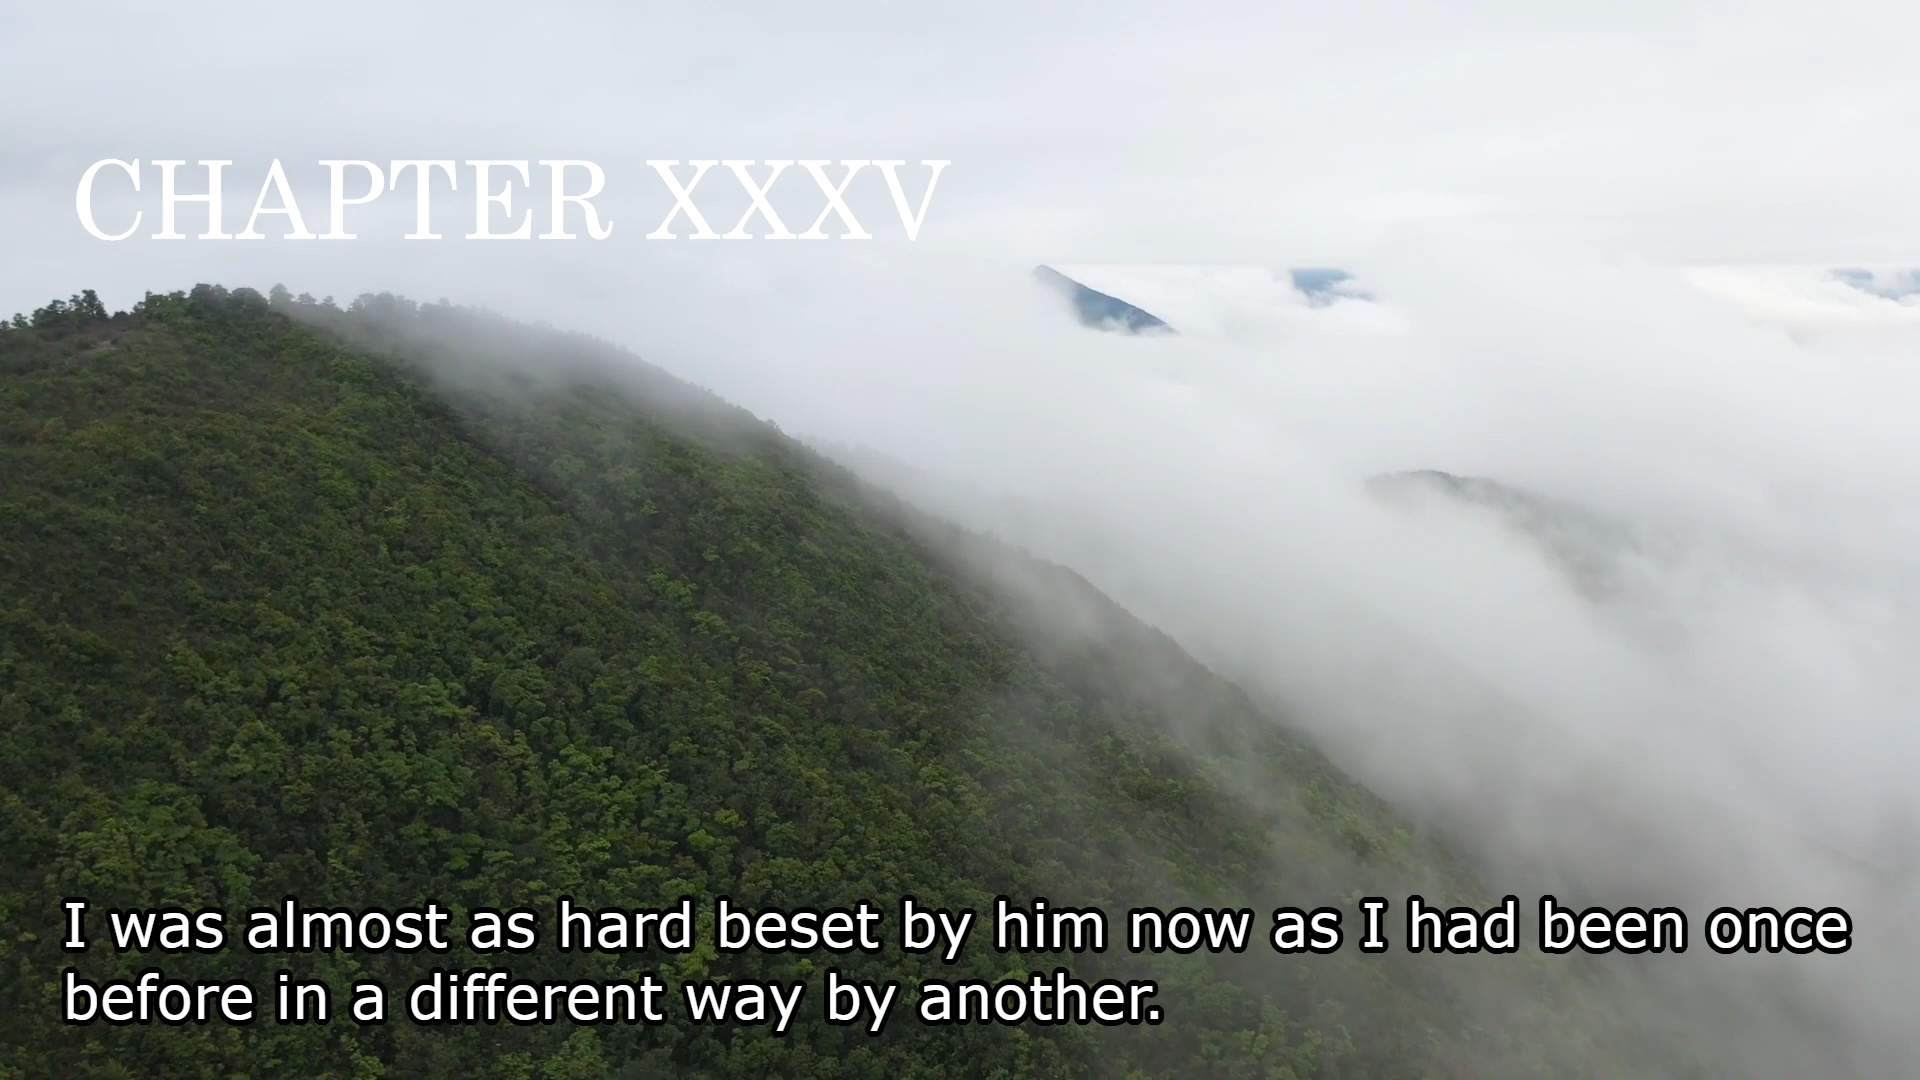 CHAPTER XXXV
I was almost as hard beset by him now as I had been once
before in a different way by another.